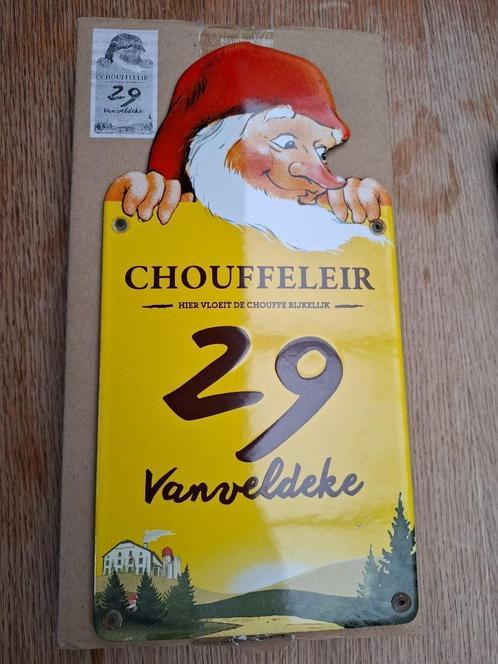 CHOUFFELEIR
29
Vanveldeke
CHOUFFELEIR
HIER VLOEIT DE CHOUFFE RIJKELIJK
29
Vanveldeke